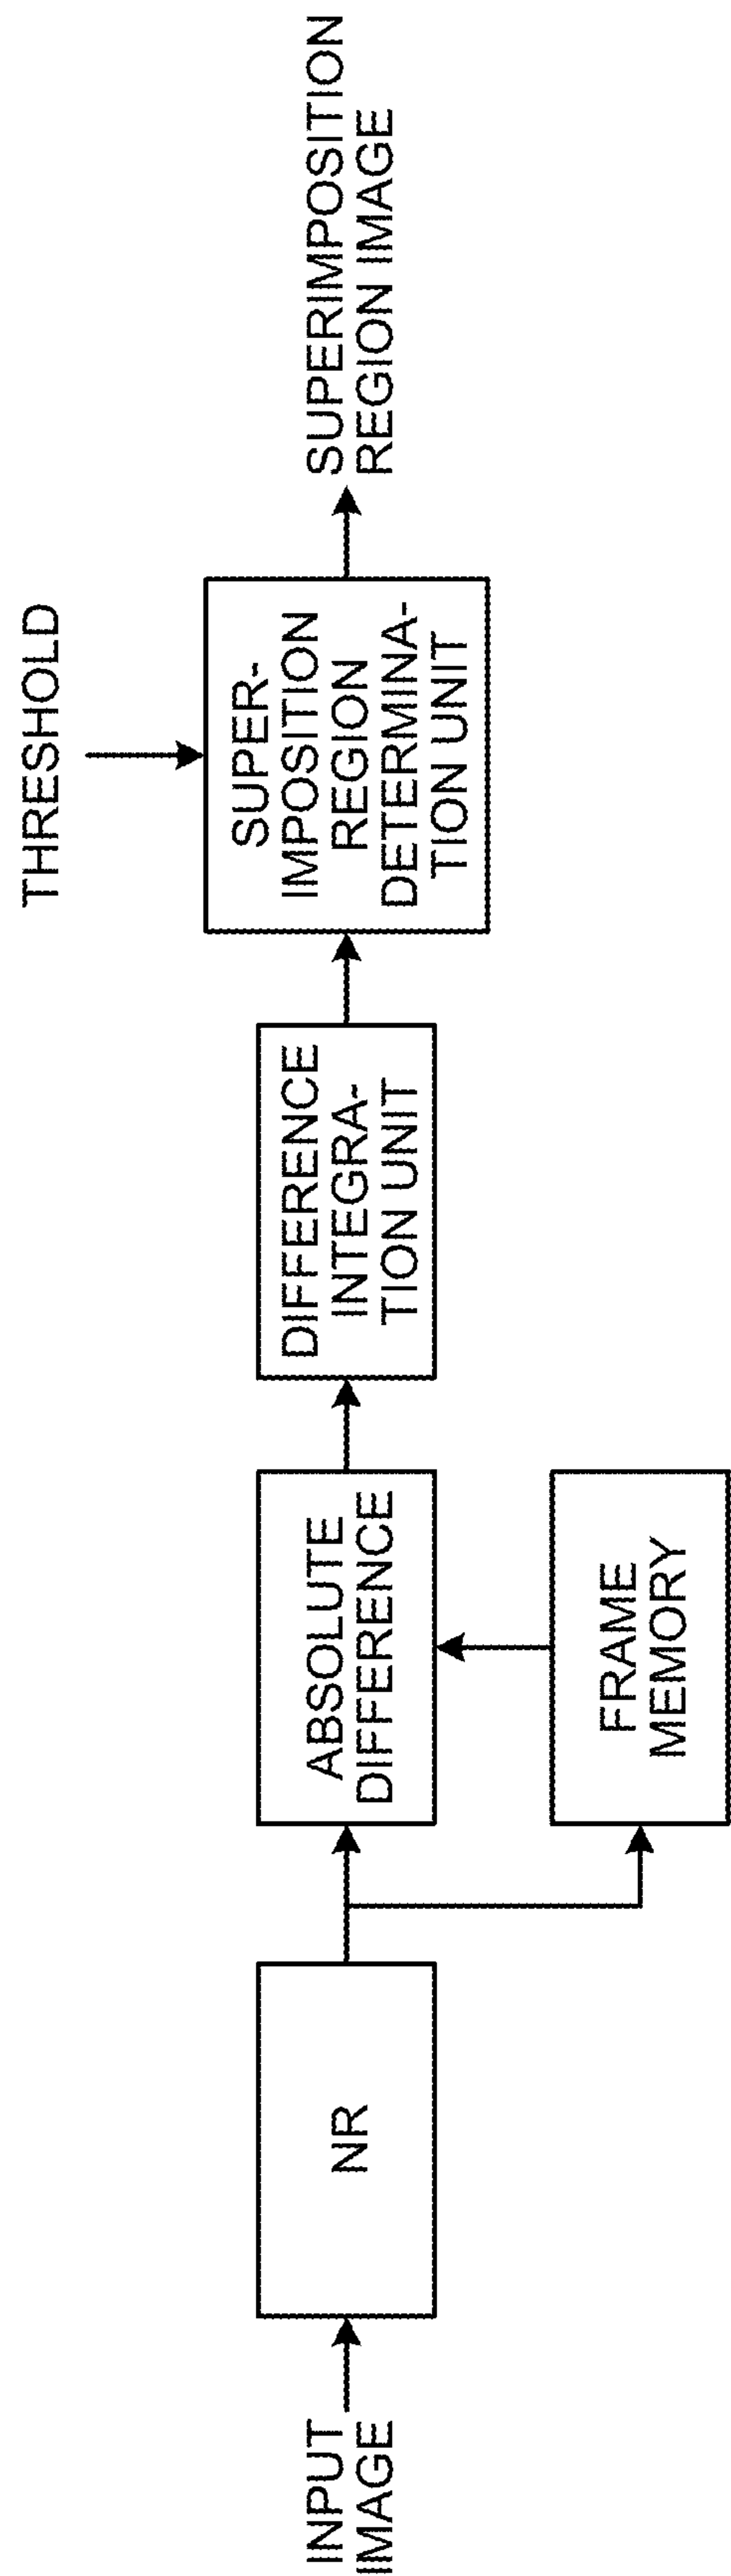 INPUT
IMAGE
NR
ABSOLUTE
DIFFERENCE
FRAME
MEMORY
DIFFERENCE
INTEGRA-
TION UNIT
THRESHOLD
SUPER-
IMPOSITION
REGION
DETERMINA-
TION UNIT
SUPERIMPOSITION
REGION IMAGE